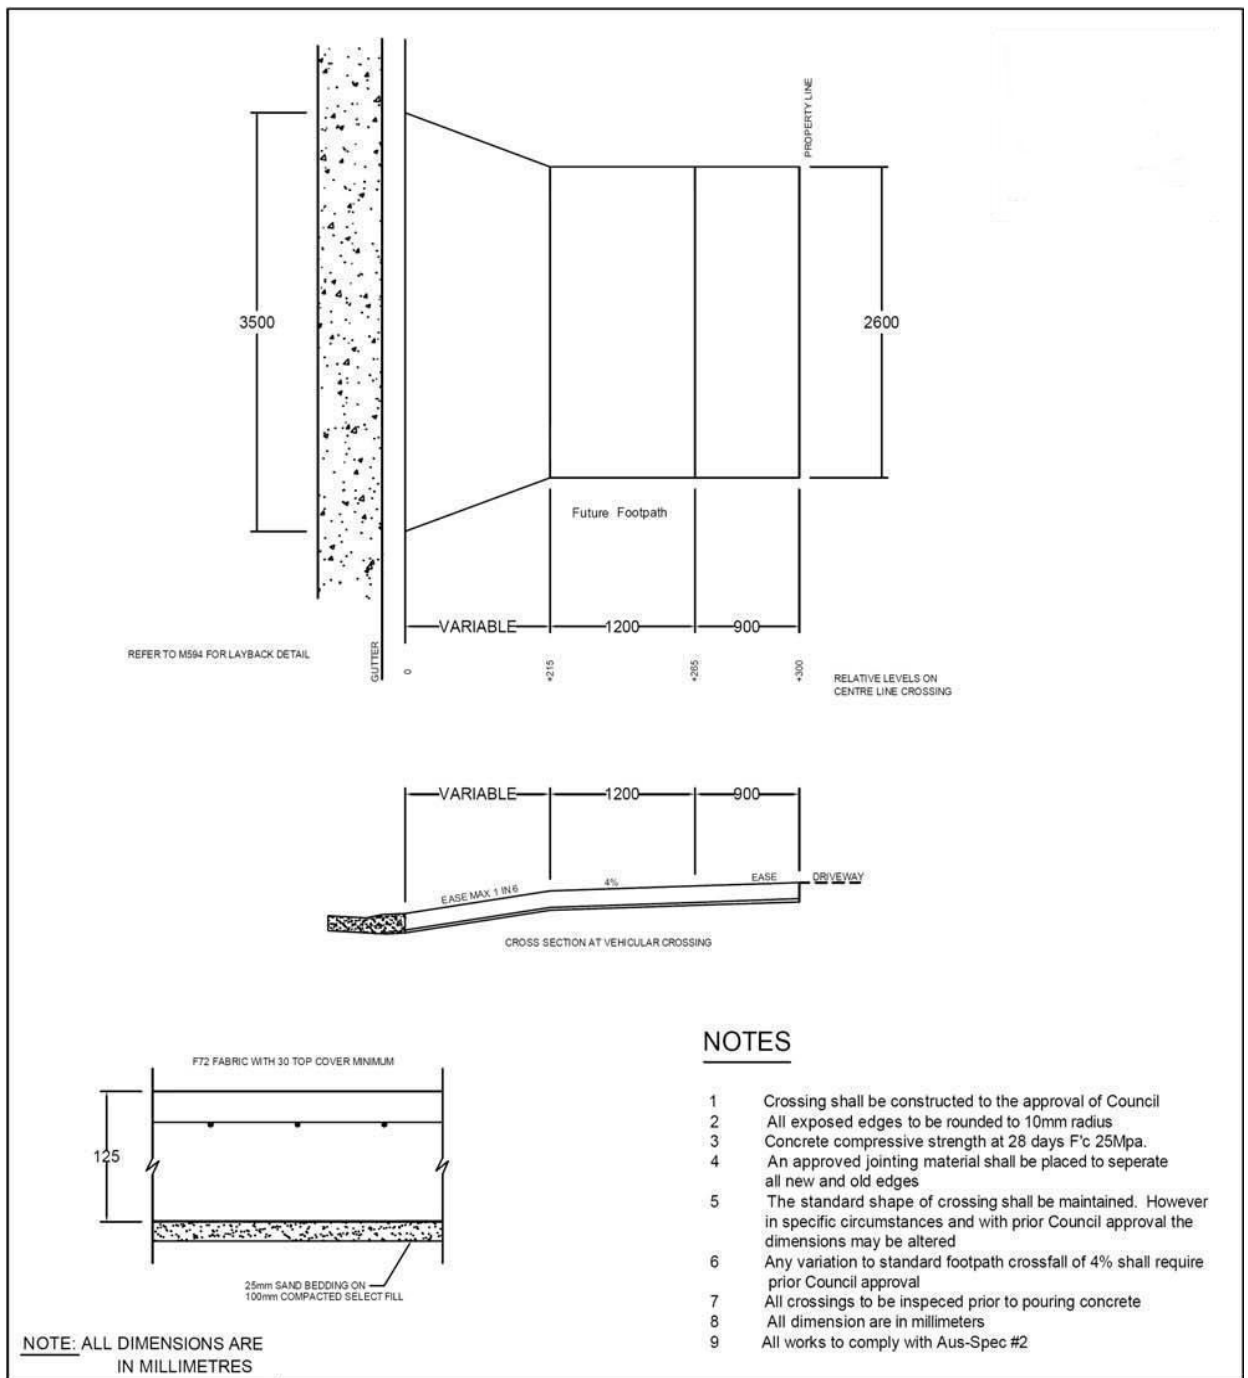 PROPERTY LINE
3500
2600
Future Footpath
VARIABLE 1200 900
REFER TO M594 FOR LAYBACK DETAIL
GUTTER
0
+215
+265
+300
RELATIVE LEVELS ON
CENTRE LINE CROSSING
VARIABLE 1200 900
EASE MAX 1 IN 6
4%
EASE
DRIVEWAY
CROSS SECTION AT VEHICULAR CROSSING
F72 FABRIC WITH 30 TOP COVER MINIMUM
125
25mm SAND BEDDING ON
100mm COMPACTED SELECT FILL
NOTE: ALL DIMENSIONS ARE
IN MILLIMETRES
NOTES
1 Crossing shall be constructed to the approval of Council
2 All exposed edges to be rounded to 10mm radius
3 Concrete compressive strength at 28 days F'c 25Mpa.
4 An approved jointing material shall be placed to seperate
all new and old edges
5 The standard shape of crossing shall be maintained. However
in specific circumstances and with prior Council approval the
dimensions may be altered
6 Any variation to standard footpath crossfall of 4% shall require
prior Council approval
7 All crossings to be inspeced prior to pouring concrete
8 All dimension are in millimeters
9 All works to comply with Aus-Spec #2